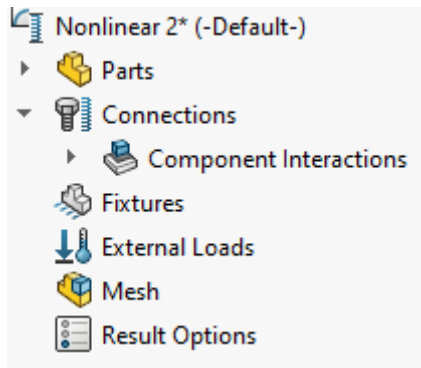 Nonlinear 2* (-Default-)
Parts
Connections
Component Interactions
Fixtures
External Loads
Mesh
Result Options